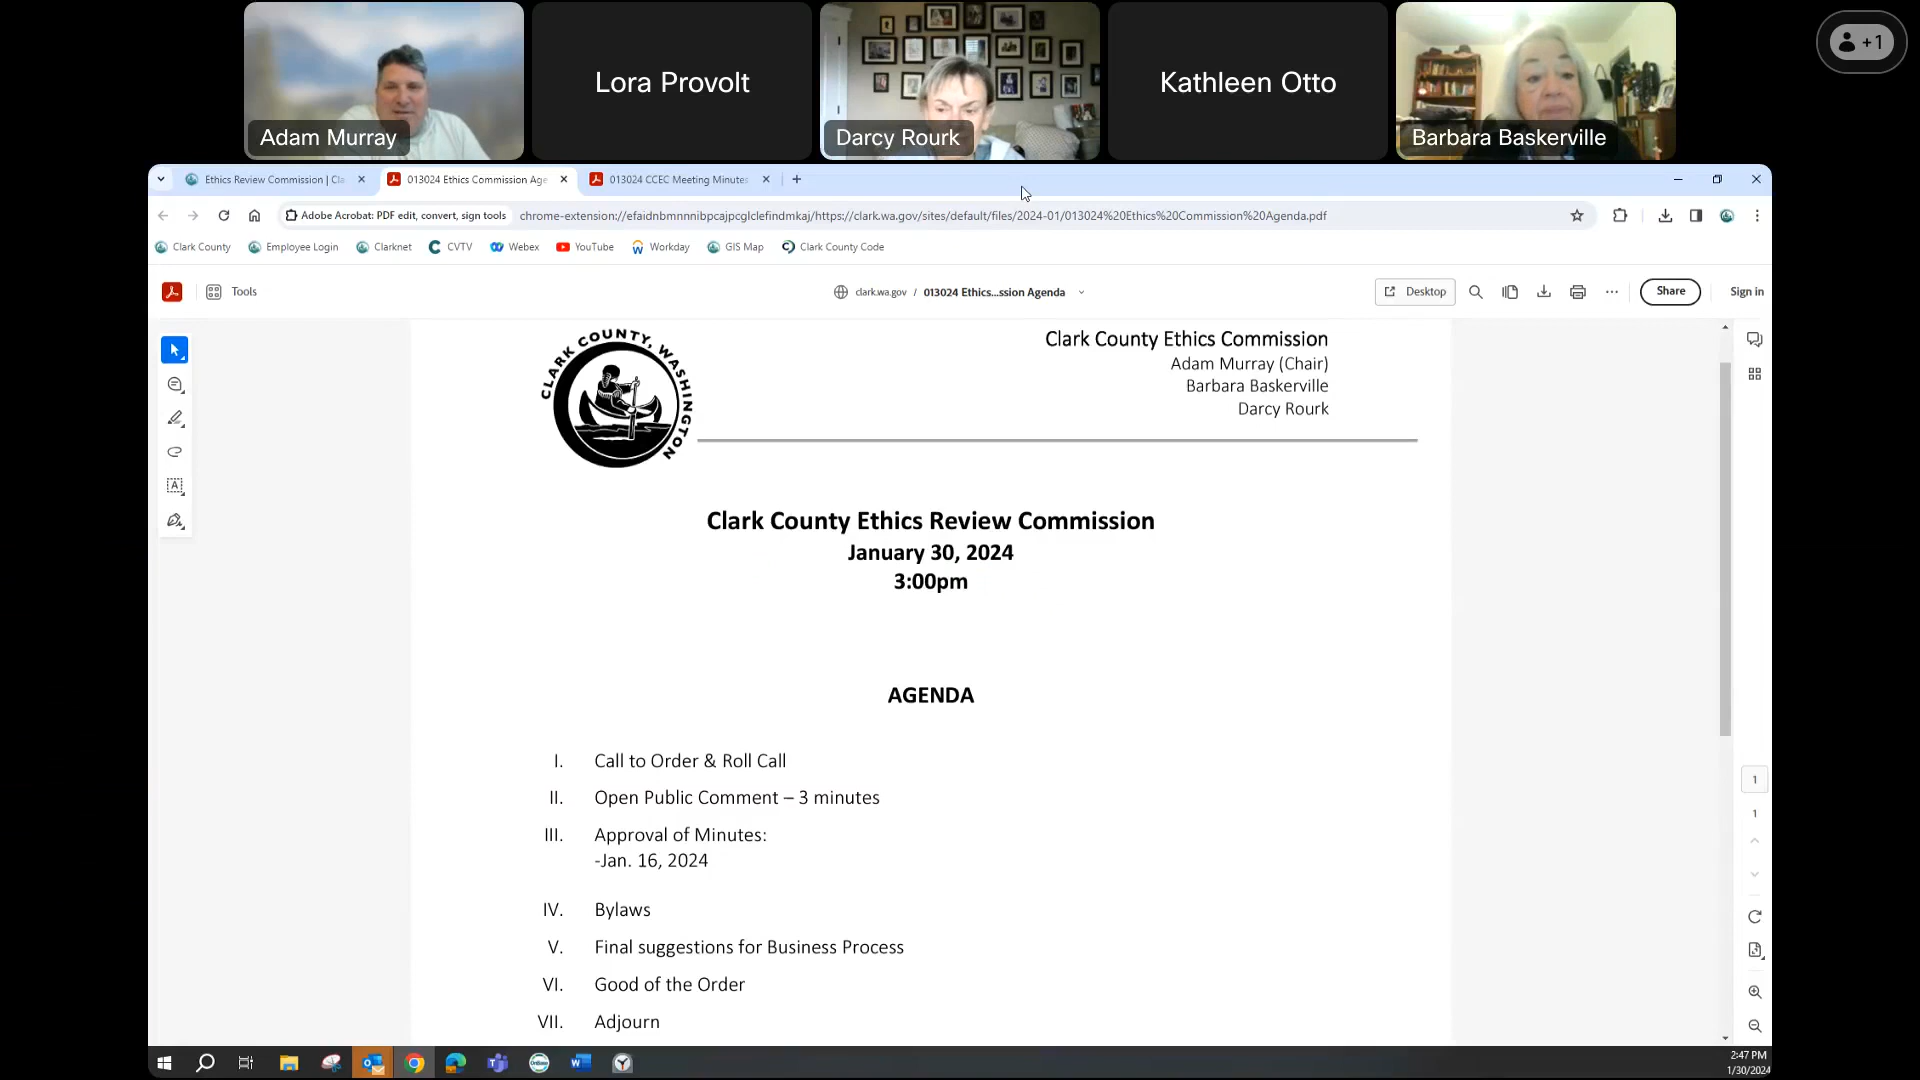 Adam Murray
Lora Provolt
Darcy Rourk
Kathleen Otto
Barbara Baskerville
+1
Ethics Review Commission | Cla
013024 Ethics Commission Age
013024 CCEC Meeting Minutes
Adobe Acrobat: PDF edit, convert, sign tools
chrome-extension://efaidnbmnnnibpcajpcglclefindmkaj/https://clark.wa.gov/sites/default/files/2024-01/013024%20Ethics%20Commission%20Agenda.pdf
Clark County
Employee Login
Clarknet
CVTV
Webex
YouTube
Workday
GIS Map
Clark County Code
Tools
clark.wa.gov / 013024 Ethics...ssion Agenda
Desktop
Share
Sign in
CLARK COUNTY, WASHINGTON
Clark County Ethics Commission
Adam Murray (Chair)
Barbara Baskerville
Darcy Rourk
Clark County Ethics Review Commission
January 30, 2024
3:00pm
AGENDA
I. Call to Order & Roll Call
II. Open Public Comment – 3 minutes
III. Approval of Minutes:
-Jan. 16, 2024
IV. Bylaws
V. Final suggestions for Business Process
VI. Good of the Order
VII. Adjourn
1
1
2:47 PM
1/30/2024